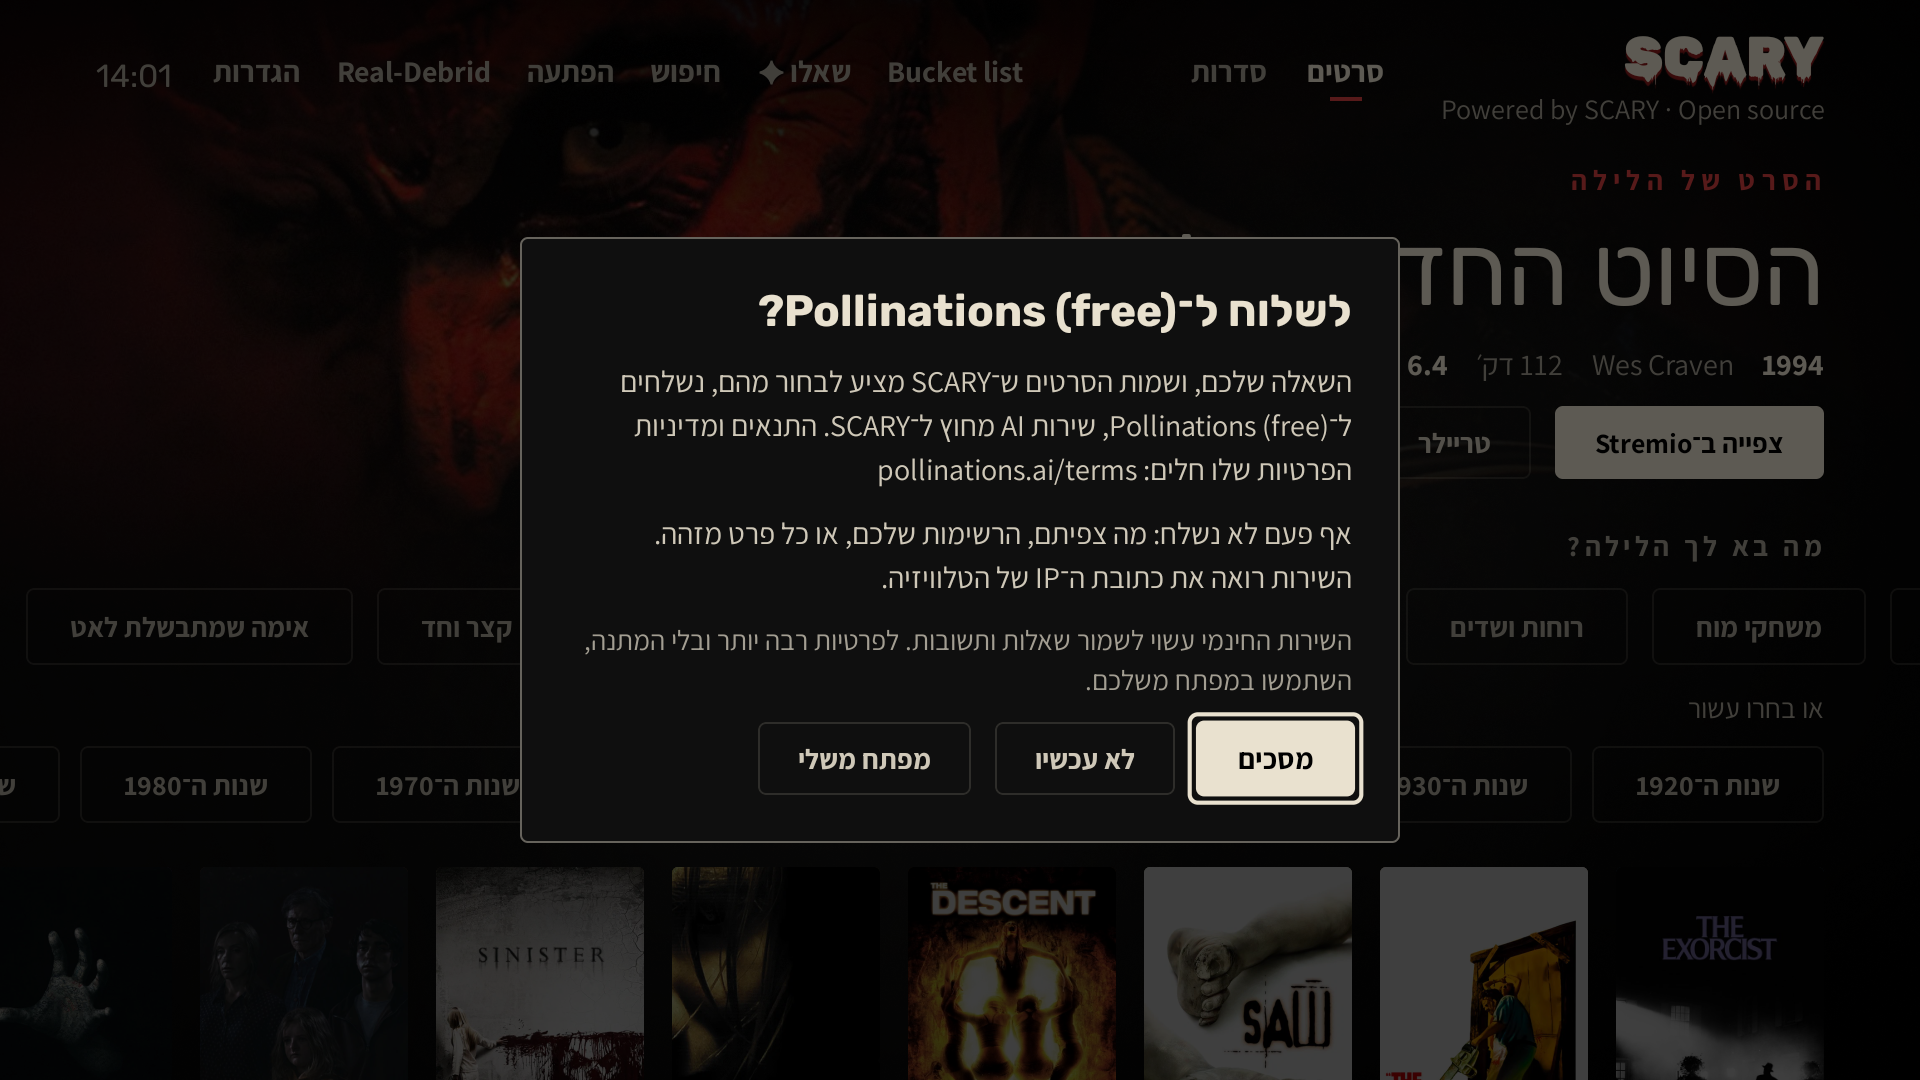 SCARY
Powered by SCARY · Open source
סרטים
סדרות
Bucket list
שאלו
חיפוש
הפתעה
Real-Debrid
הגדרות
14:01
הסרט של הלילה
הסיוט החד
1994
Wes Craven
112 דק׳
6.4
צפייה ב־Stremio
טריילר
לשלוח ל־Pollinations (free)?
השאלה שלכם, ושמות הסרטים ש־SCARY מציע לבחור מהם, נשלחים
ל־Pollinations (free), שירות AI מחוץ ל־SCARY. התנאים ומדיניות
הפרטיות שלו חלים: pollinations.ai/terms
אף פעם לא נשלח: מה צפיתם, הרשימות שלכם, או כל פרט מזהה.
השירות רואה את כתובת ה־IP של הטלוויזיה.
השירות החינמי עשוי לשמור שאלות ותשובות. לפרטיות רבה יותר ובלי המתנה,
השתמשו במפתח משלכם.
מסכים
לא עכשיו
מפתח משלי
מה בא לך הלילה?
משחקי מוח
רוחות ושדים
קצר וחד
אימה שמתבשלת לאט
או בחרו עשור
שנות ה־1920
שנות ה־930
שנות ה־1970
שנות ה־1980
THE
EXORCIST
THE
SAW
THE
DESCENT
SINISTER